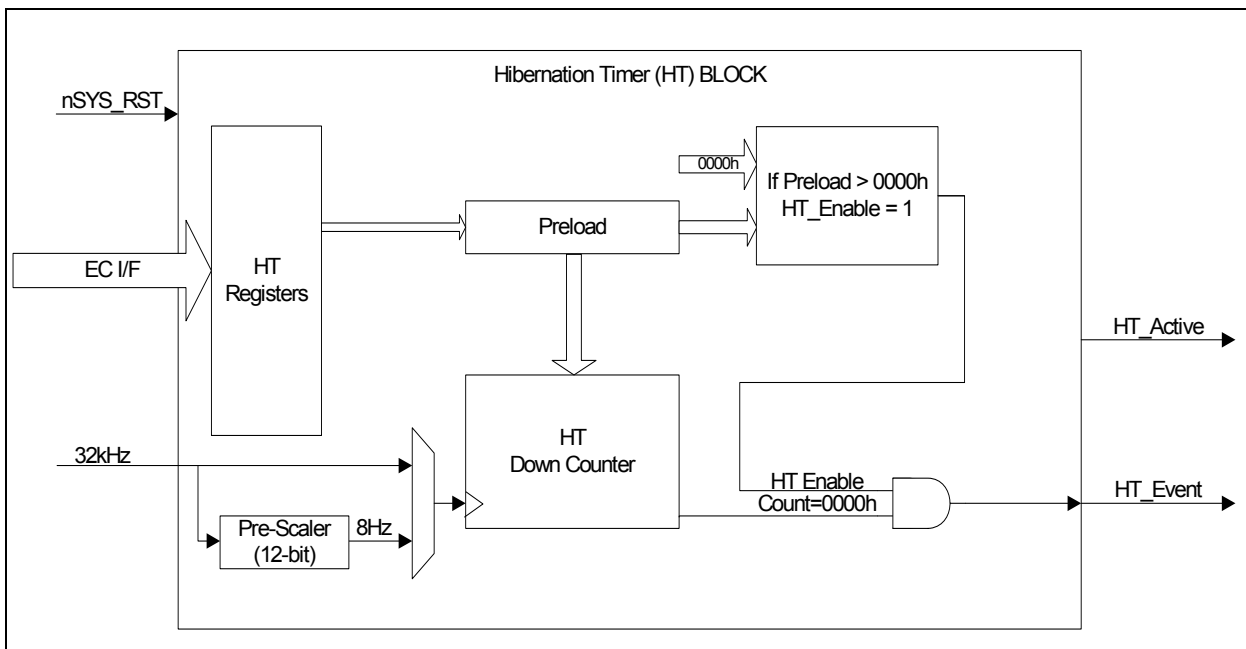 Hibernation Timer (HT) BLOCK
nSYS_RST
0000h
If Preload > 0000h
HT_Enable = 1
Preload
EC I/F
HT
Registers
HT_Active
HT
Down Counter
32kHz
HT Enable
Count=0000h
HT_Event
Pre-Scaler
(12-bit)
8Hz